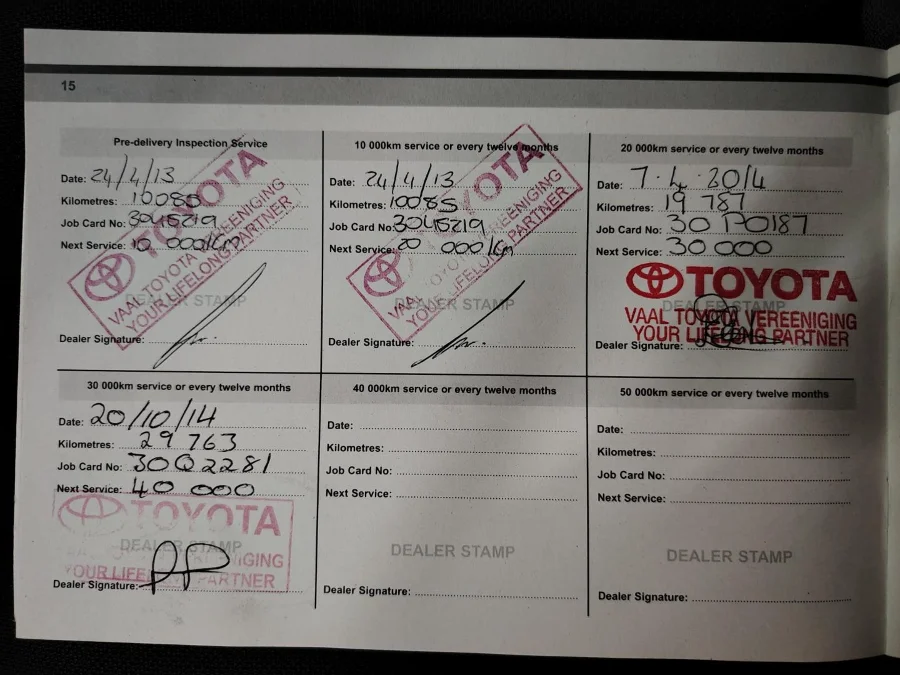 15
Pre-delivery Inspection Service
Date: 24/4/13
Kilometres: 10085
Job Card No: 3045219
Next Service: 10 000/Km
TOYOTA
VAAL TOYOTA VEREENIGING
YOUR LIFELONG PARTNER
DEALER STAMP
Dealer Signature:
10 000km service or every twelve months
Date: 24/4/13
Kilometres: 10085
Job Card No: 3045219
Next Service: 20 000/Km
TOYOTA
VAAL TOYOTA VEREENIGING
YOUR LIFELONG PARTNER
DEALER STAMP
Dealer Signature:
20 000km service or every twelve months
Date: 7.4.2014
Kilometres: 19 787
Job Card No: 30 P0187
Next Service: 30 000
TOYOTA
DEALER STAMP
VAAL TOYOTA VEREENIGING
YOUR LIFELONG PARTNER
Dealer Signature:
30 000km service or every twelve months
Date: 20/10/14
Kilometres: 29 763
Job Card No: 30Q2281
Next Service: 40 000
TOYOTA
DEALER STAMP
YOUR LIFELONG PARTNER
Dealer Signature:
40 000km service or every twelve months
Date:
Kilometres:
Job Card No:
Next Service:
DEALER STAMP
Dealer Signature:
50 000km service or every twelve months
Date:
Kilometres:
Job Card No:
Next Service:
DEALER STAMP
Dealer Signature: